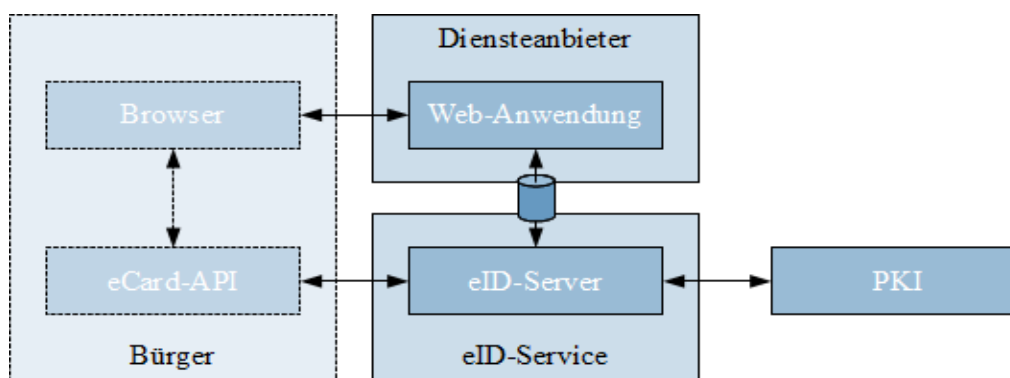 Diensteanbieter
Browser
Web-Anwendung
eCard-API
eID-Server
PKI
Bürger
eID-Service